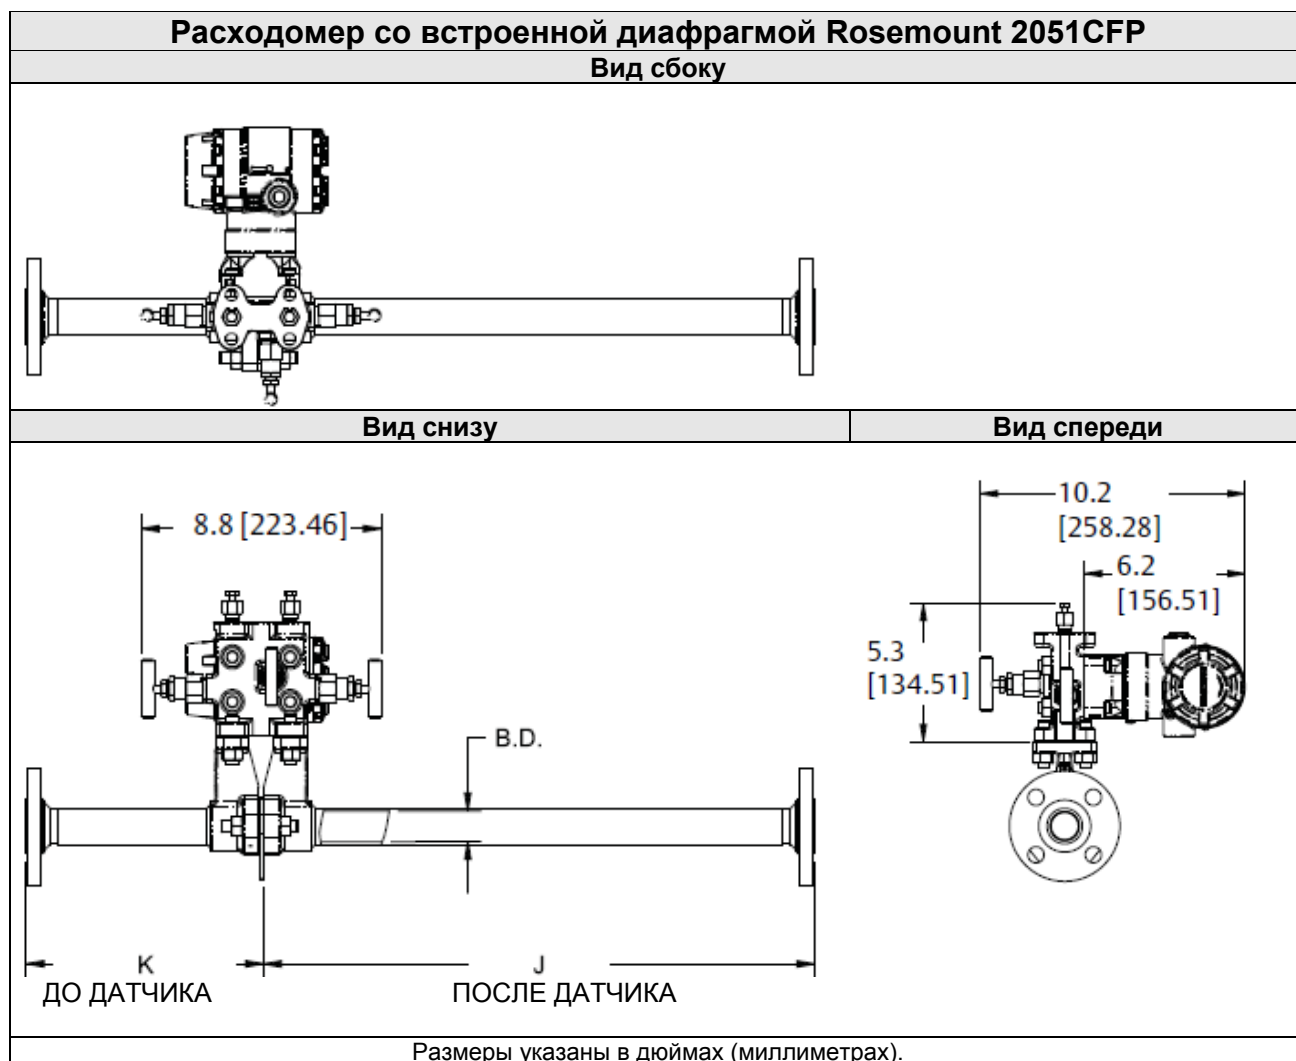 Расходомер со встроенной диафрагмой Rosemount 2051CFP
Вид сбоку
Вид снизу
Вид спереди
8.8 [223.46]
B.D.
K
J
ДО ДАТЧИКА
ПОСЛЕ ДАТЧИКА
10.2
[258.28]
6.2
[156.51]
5.3
[134.51]
Размеры указаны в дюймах (миллиметрах).